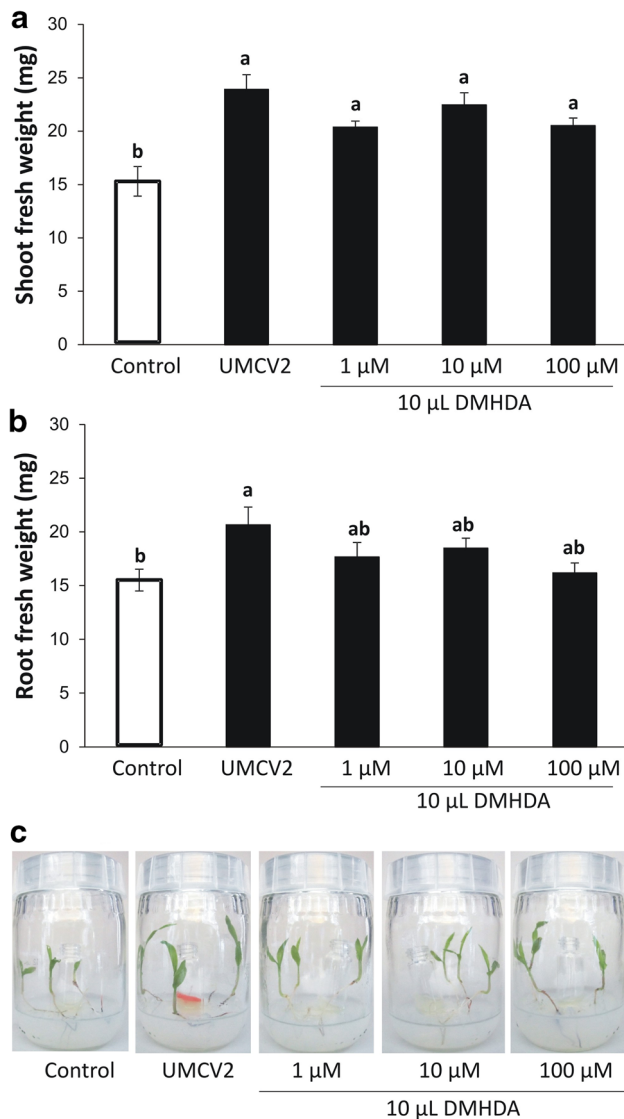 a
Shoot fresh weight (mg)
30
25
20
15
10
5
0
b
a
a
a
a
Control UMCV2 1 µM 10 µM 100 µM
10 µL DMHDA
b
Root fresh weight (mg)
30
25
20
15
10
5
0
b
a
ab
ab
ab
Control UMCV2 1 µM 10 µM 100 µM
10 µL DMHDA
c
Control UMCV2 1 µM 10 µM 100 µM
10 µL DMHDA